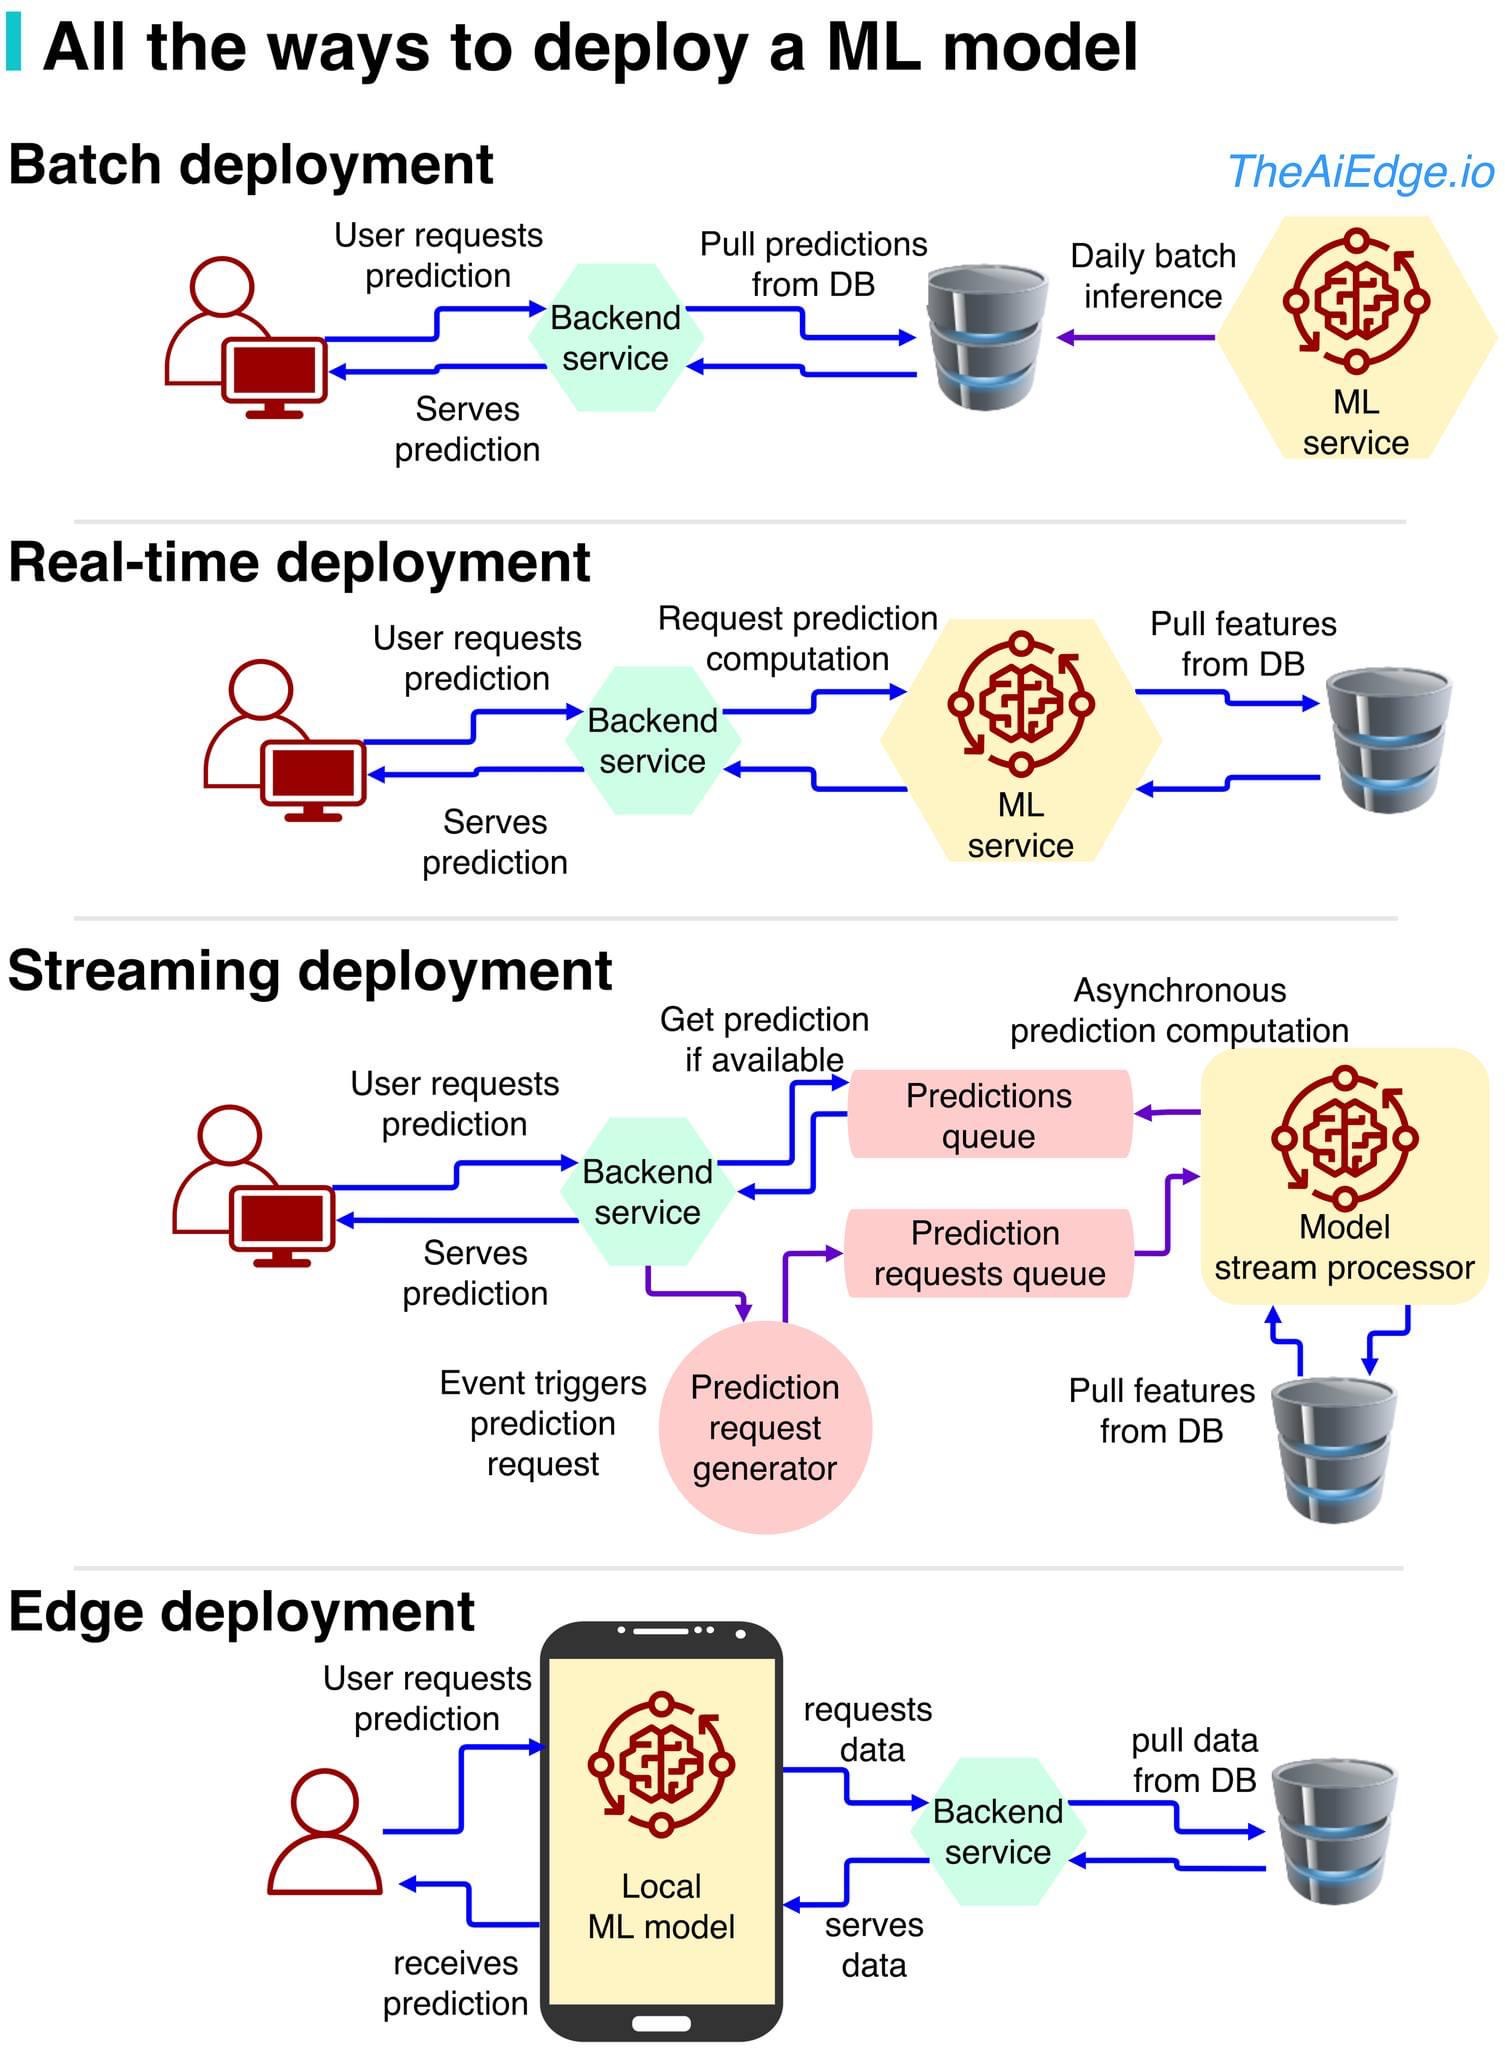 All the ways to deploy a ML model
Batch deployment
TheAiEdge.io
User requests
prediction
Backend
service
Serves
prediction
Pull predictions
from DB
Daily batch
inference
ML
service
Real-time deployment
User requests
prediction
Backend
service
Serves
prediction
Request prediction
computation
ML
service
Pull features
from DB
Streaming deployment
User requests
prediction
Backend
service
Serves
prediction
Get prediction
if available
Predictions
queue
Asynchronous
prediction computation
Prediction
requests queue
Model
stream processor
Event triggers
prediction
request
Prediction
request
generator
Pull features
from DB
Edge deployment
User requests
prediction
receives
prediction
Local
ML model
requests
data
Backend
service
serves
data
pull data
from DB